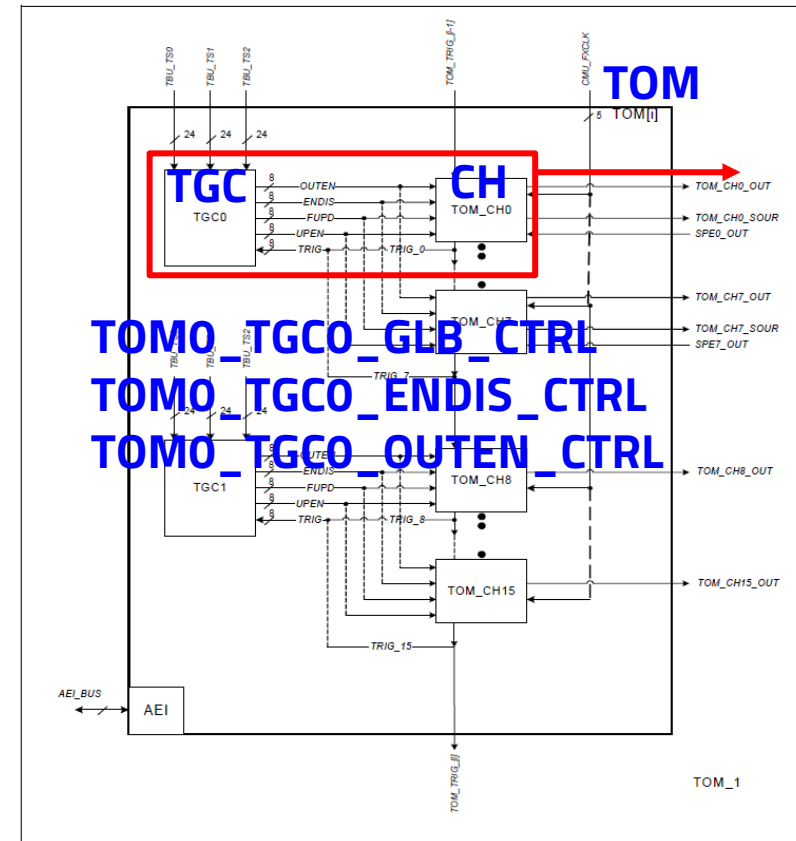 TBU_TS0
TBU_TS1
TBU_TS2
TOM_TRIG_[i-1]
CMU_FXCLK
TOM
5 TOM[i]
24 24 24
TGC
CH
TGC0
8 OUTEN
8 ENDIS
8 FUPD
8 UPEN
8 TRIG TRIG_0
TOM_CH0
TOM_CH0_OUT
TOM_CH0_SOUR
SPE0_OUT
TOM_CH7
TOM_CH7_OUT
TOM_CH7_SOUR
SPE7_OUT
TOM0_TGC0_GLB_CTRL
TRIG_7
TOM0_TGC0_ENDIS_CTRL
24 24 24
TOM0_TGC0_OUTEN_CTRL
TGC1
8 OUTEN
8 ENDIS
8 FUPD
8 UPEN
8 TRIG TRIG_8
TOM_CH8
TOM_CH8_OUT
TOM_CH15
TOM_CH15_OUT
TRIG_15
AEI_BUS
AEI
TOM_TRIG_[i]
TOM_1